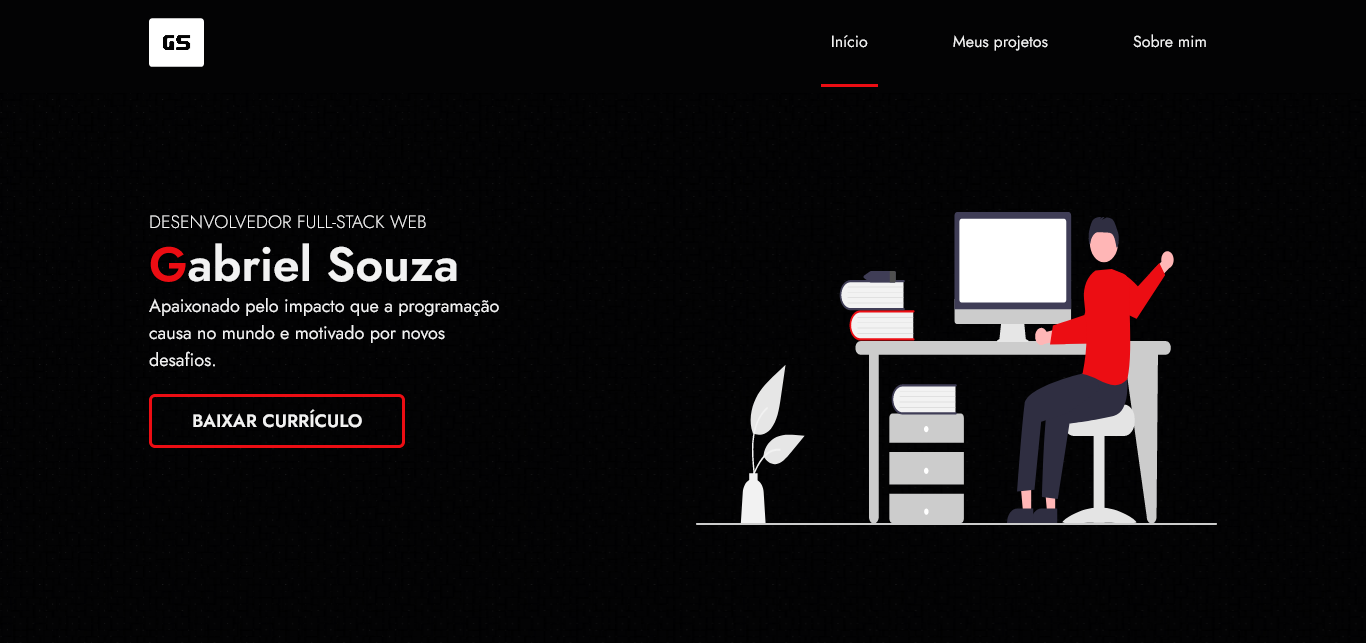 GS
Início
Meus projetos
Sobre mim
DESENVOLVEDOR FULL-STACK WEB
Gabriel Souza
Apaixonado pelo impacto que a programação
causa no mundo e motivado por novos
desafios.
BAIXAR CURRÍCULO